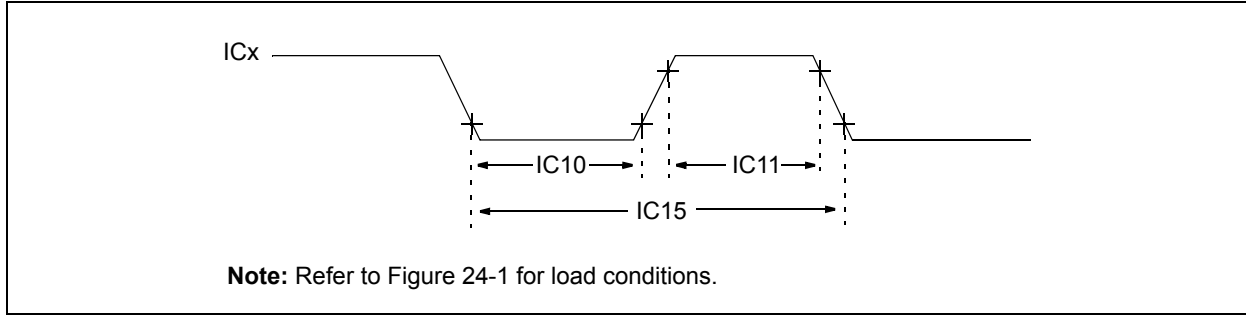 ICx
IC10
IC11
IC15
Note: Refer to Figure 24-1 for load conditions.